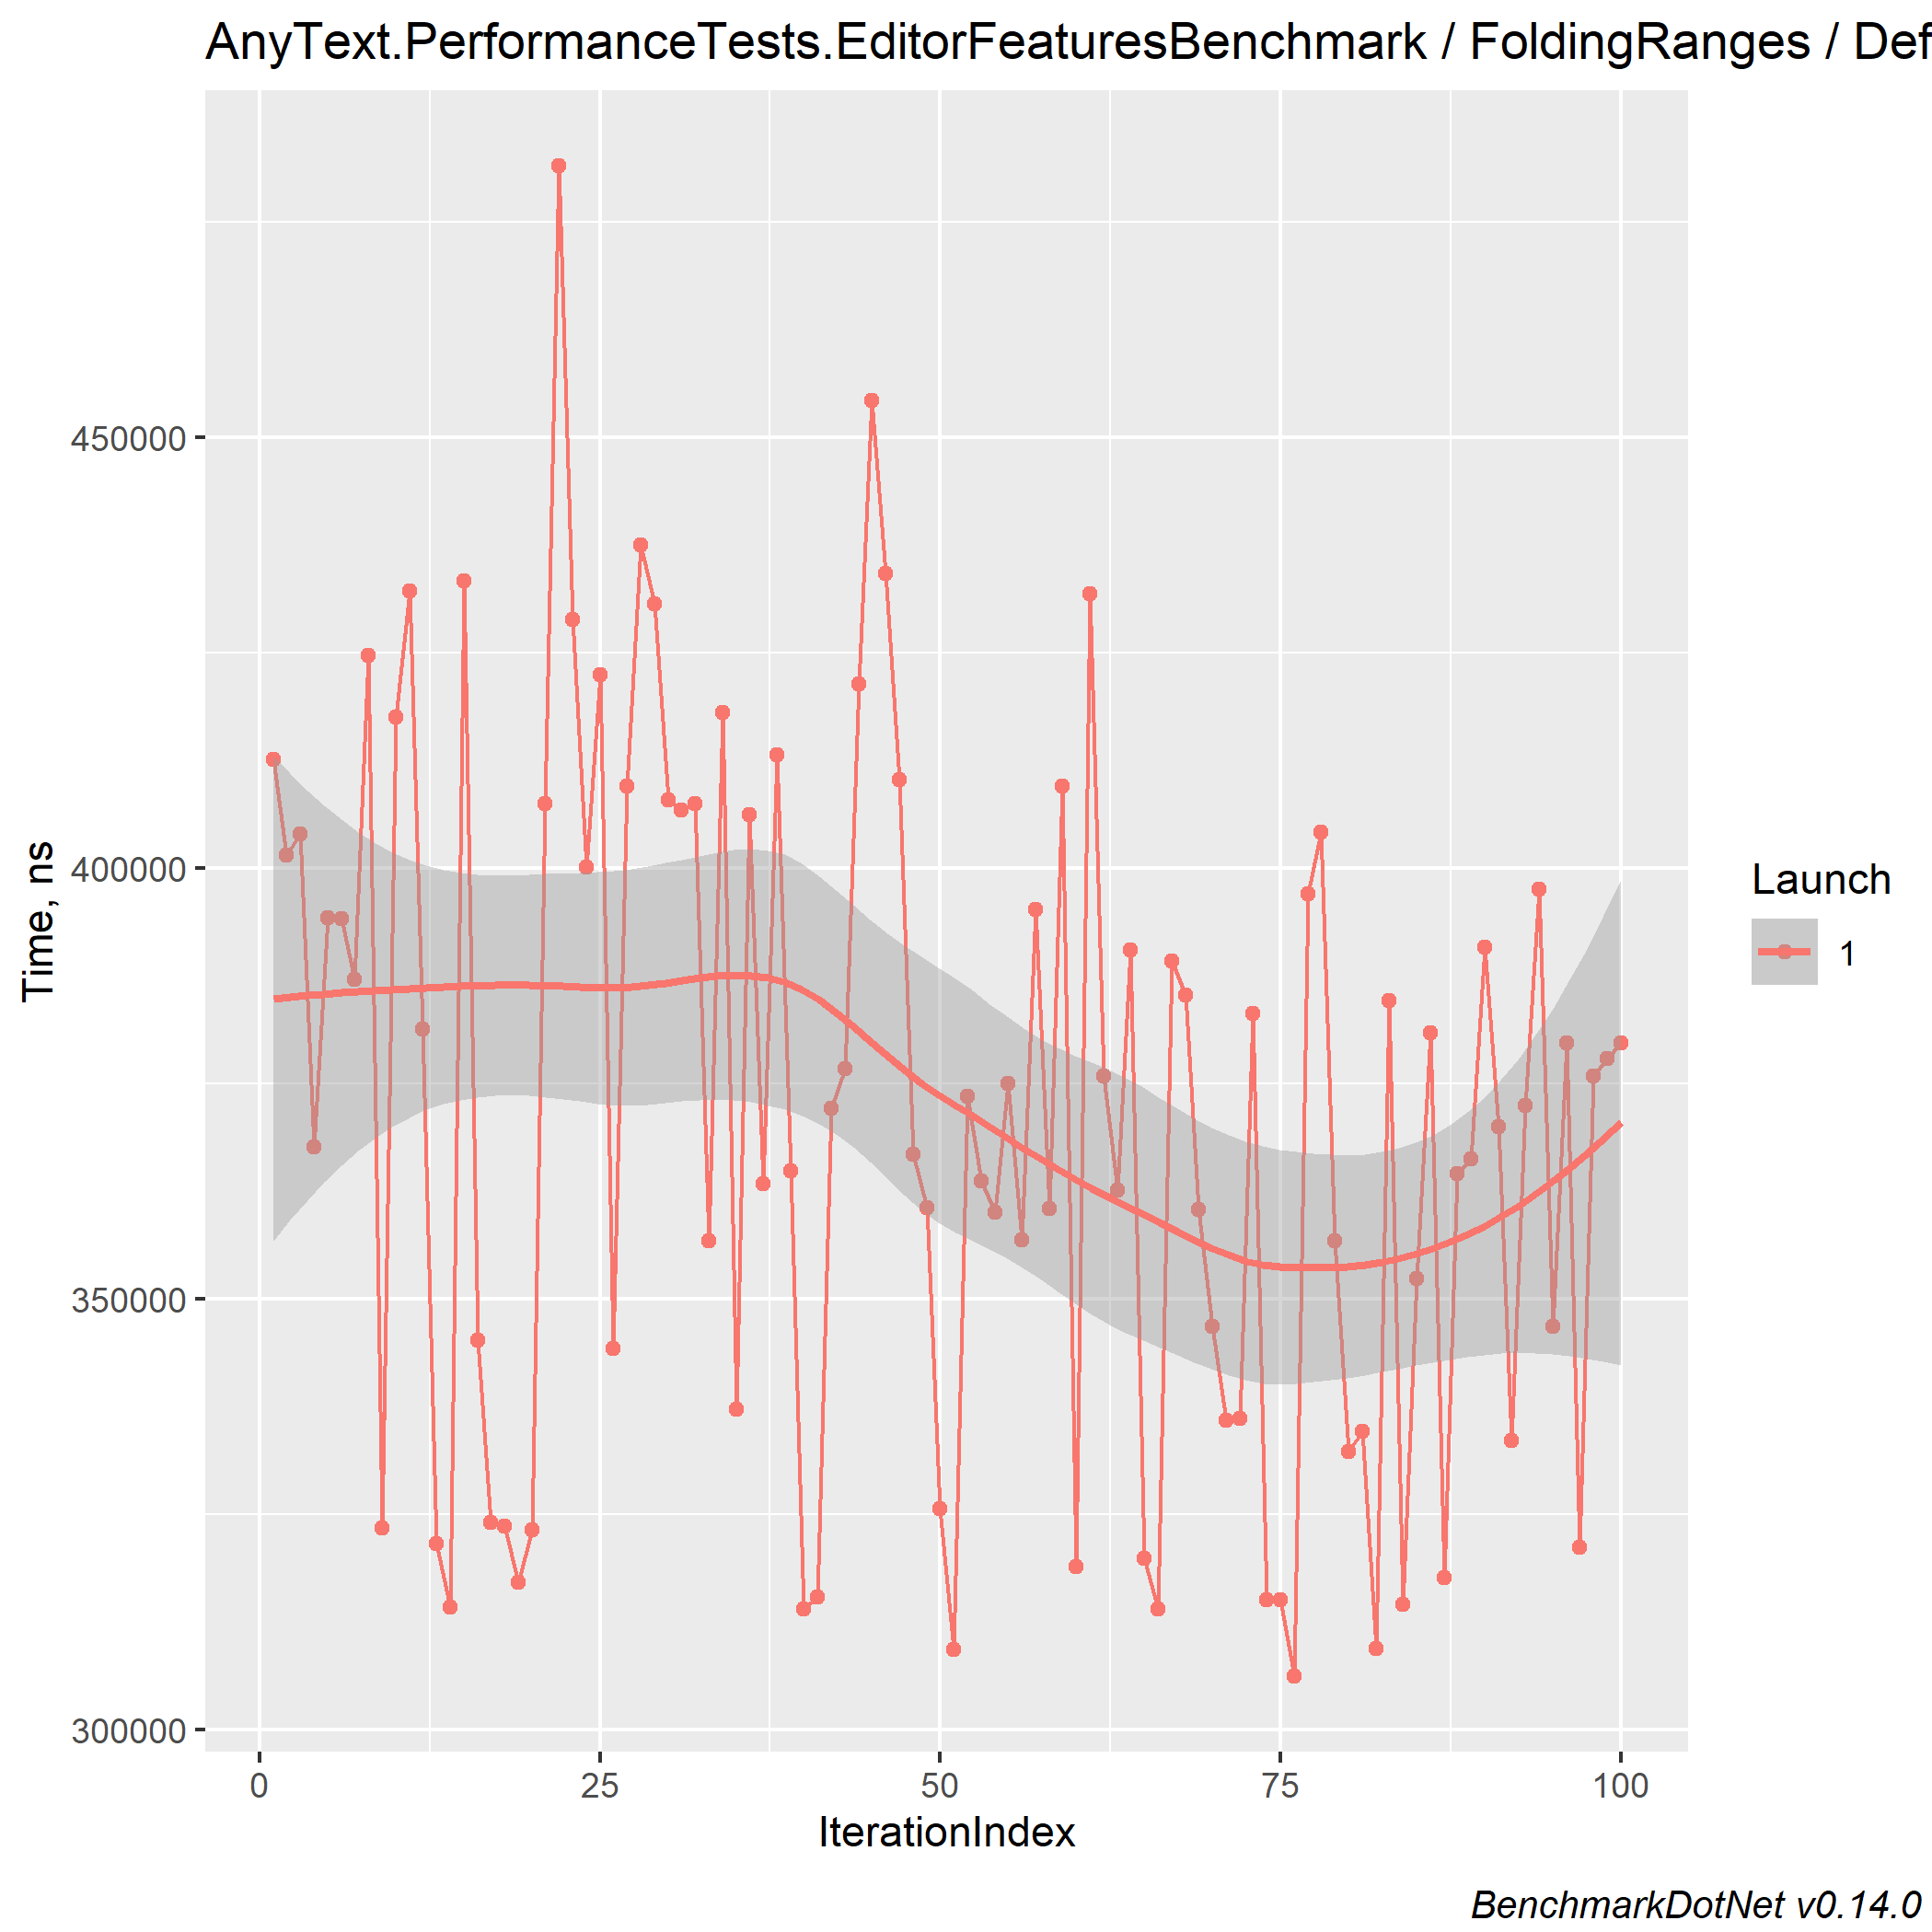 AnyText.PerformanceTests.EditorFeaturesBenchmark / FoldingRanges / Def
Time, ns
450000
400000
350000
300000
0 25 50 75 100
IterationIndex
Launch
1
BenchmarkDotNet v0.14.0